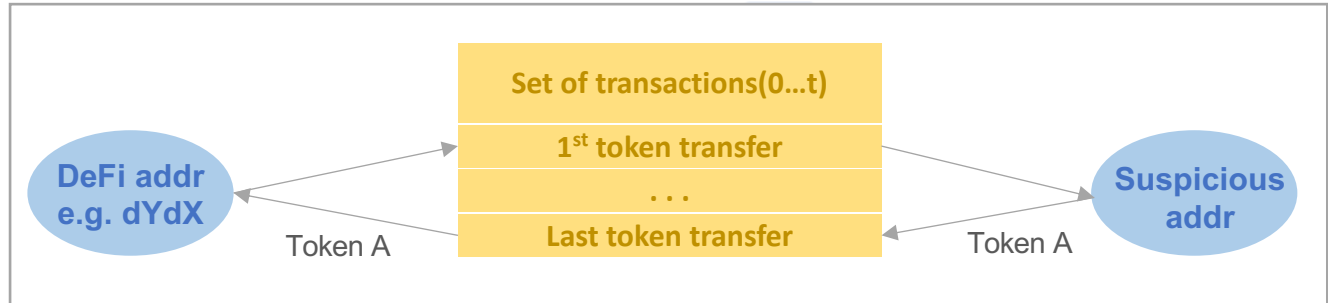 Set of transactions(0...t)
DeFi addr
e.g. dYdX
1st token transfer
. . .
Last token transfer
Suspicious
addr
Token A
Token A